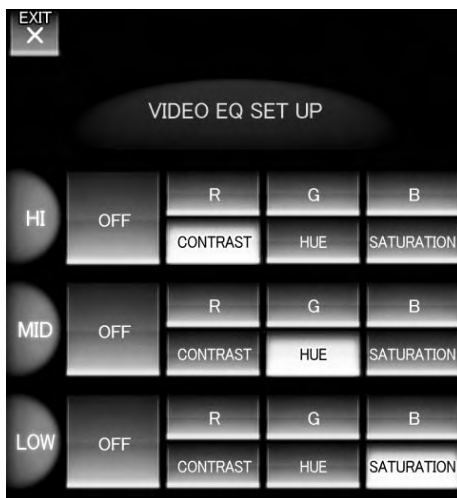 EXIT
×
VIDEO EQ SET UP
R G B
HI OFF
CONTRAST HUE SATURATION
R G B
MID OFF
CONTRAST HUE SATURATION
R G B
LOW OFF
CONTRAST HUE SATURATION